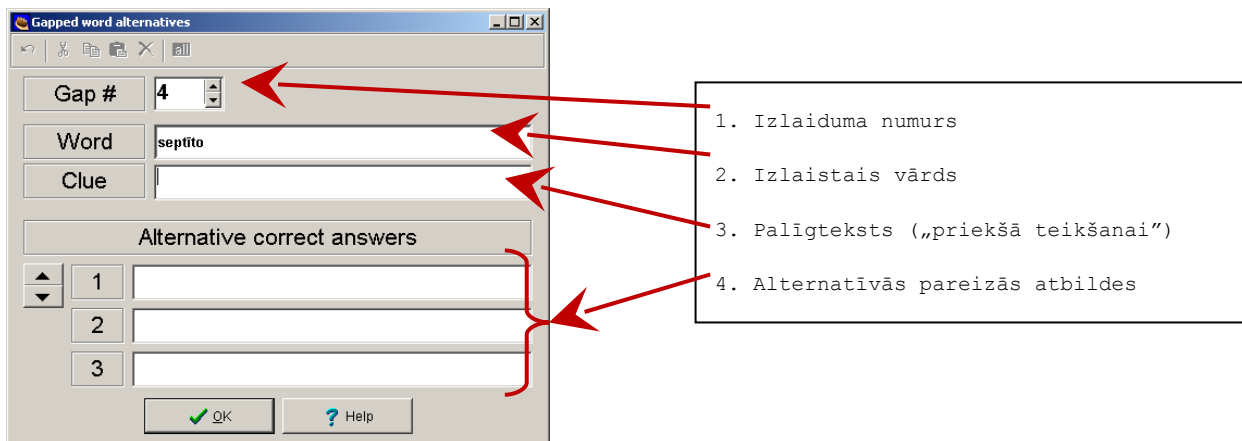 Gapped word alternatives
all
Gap #
4
Word
septīto
Clue
Alternative correct answers
1
2
3
OK
? Help
1. Izlaiduma numurs
2. Izlaistais vārds
3. Palīgteksts („priekšā teikšanai”)
4. Alternatīvās pareizās atbildes